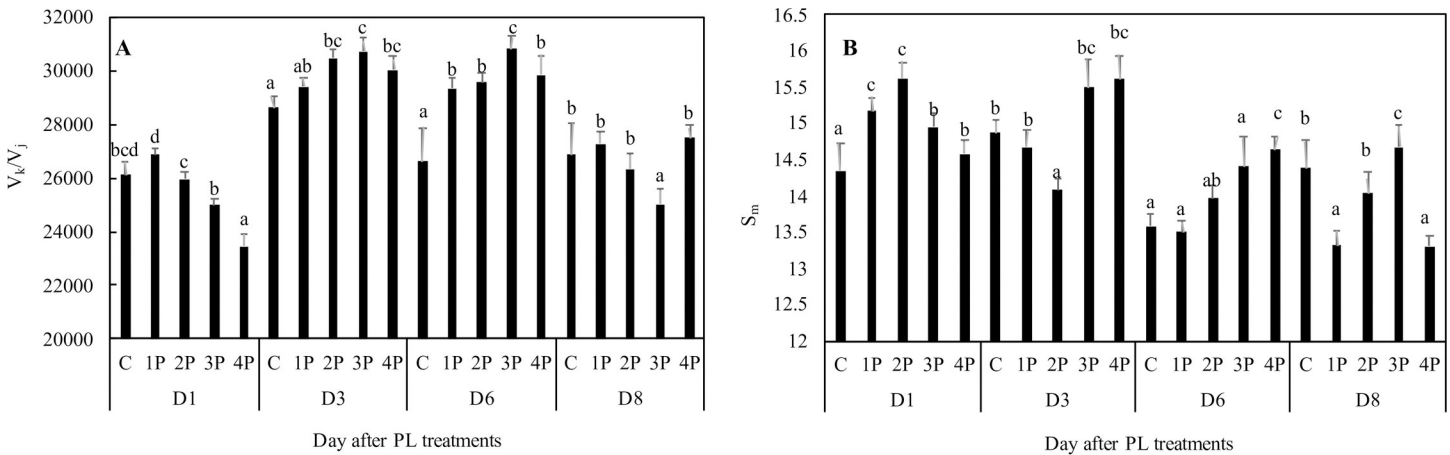 A
V_k/V_j
32000
30000
28000
26000
24000
22000
20000
bcd d c b a a ab bc c bc a b b c b b b b a b
C 1P 2P 3P 4P C 1P 2P 3P 4P C 1P 2P 3P 4P C 1P 2P 3P 4P
D1 D3 D6 D8
Day after PL treatments
B
S_m
16.5
16
15.5
15
14.5
14
13.5
13
12.5
12
a c c b b b b a bc bc a a ab a c b a b c a
C 1P 2P 3P 4P C 1P 2P 3P 4P C 1P 2P 3P 4P C 1P 2P 3P 4P
D1 D3 D6 D8
Day after PL treatments